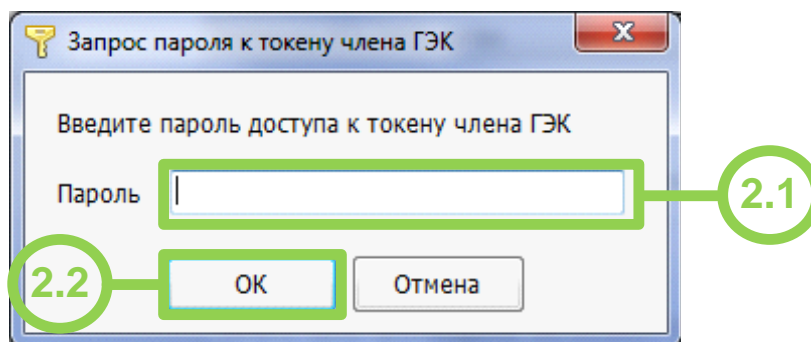 Запрос пароля к токену члена ГЭК
Введите пароль доступа к токену члена ГЭК
Пароль
2.1
2.2
ОК
Отмена